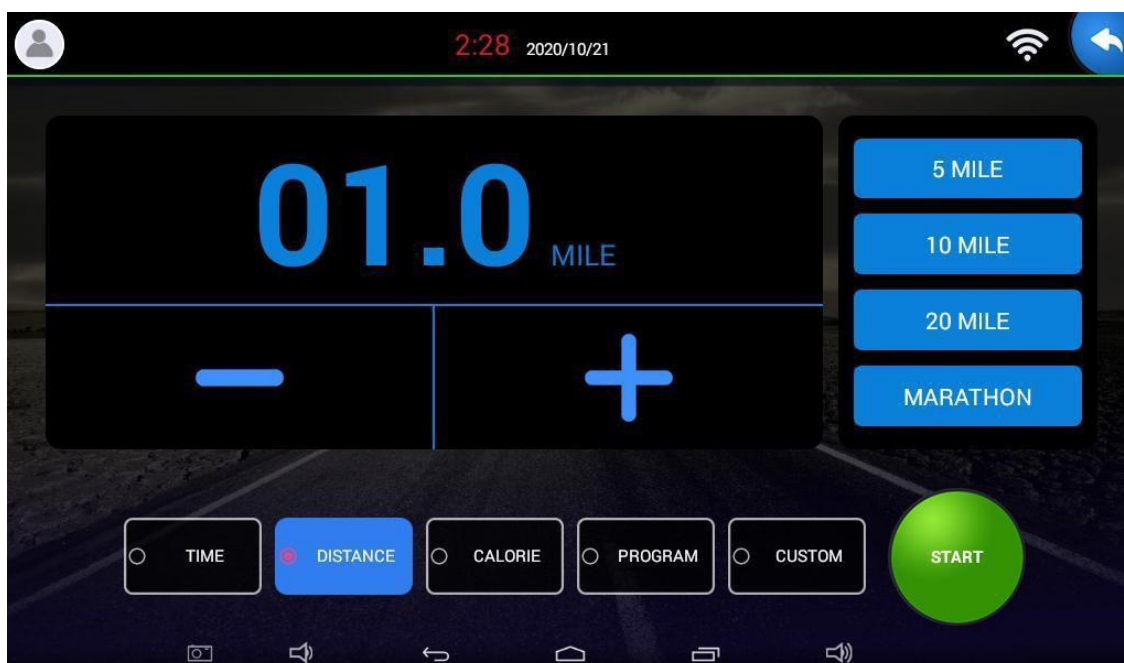 2:28 2020/10/21
01.0 MILE
5 MILE
10 MILE
20 MILE
MARATHON
TIME
DISTANCE
CALORIE
PROGRAM
CUSTOM
START